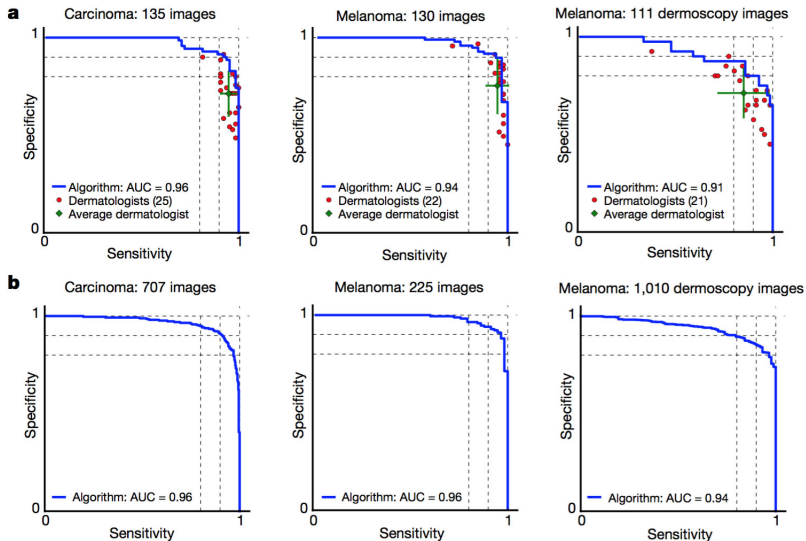 a
Carcinoma: 135 images
1
Specificity
0
Algorithm: AUC = 0.96
Dermatologists (25)
Average dermatologist
0
1
Sensitivity
Melanoma: 130 images
1
Specificity
0
Algorithm: AUC = 0.94
Dermatologists (22)
Average dermatologist
0
1
Sensitivity
Melanoma: 111 dermoscopy images
1
Specificity
0
Algorithm: AUC = 0.91
Dermatologists (21)
Average dermatologist
0
1
Sensitivity
b
Carcinoma: 707 images
1
Specificity
0
Algorithm: AUC = 0.96
0
1
Sensitivity
Melanoma: 225 images
1
Specificity
0
Algorithm: AUC = 0.96
0
1
Sensitivity
Melanoma: 1,010 dermoscopy images
1
Specificity
0
Algorithm: AUC = 0.94
0
1
Sensitivity